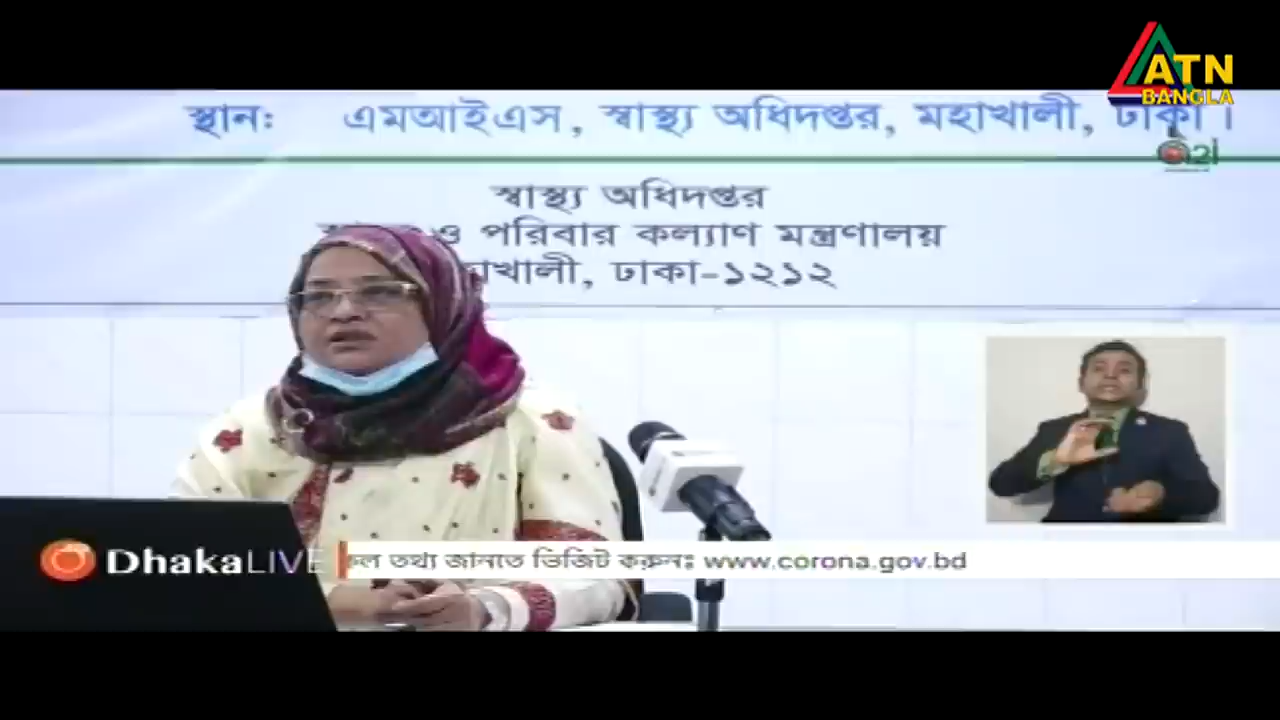 ATN
BANGLA
স্থান: এমআইএস, স্বাস্থ্য অধিদপ্তর, মহাখালী, ঢাকা।
স্বাস্থ্য অধিদপ্তর
ও পরিবার কল্যাণ মন্ত্রণালয়
ঢাকা-১২১২
DhakaLIVE
তথ্য জানতে ভিজিট করুনঃ www.corona.gov.bd